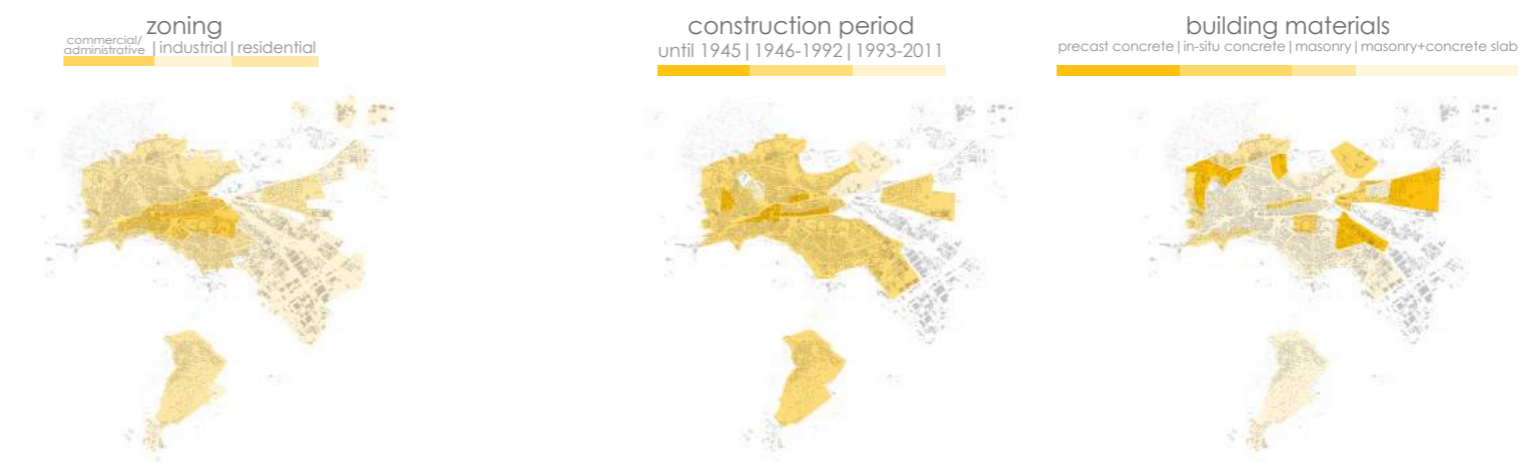 zoning
commercial/
administrative | industrial | residential
construction period
until 1945 | 1946-1992 | 1993-2011
building materials
precast concrete | in-situ concrete | masonry | masonry+concrete slab